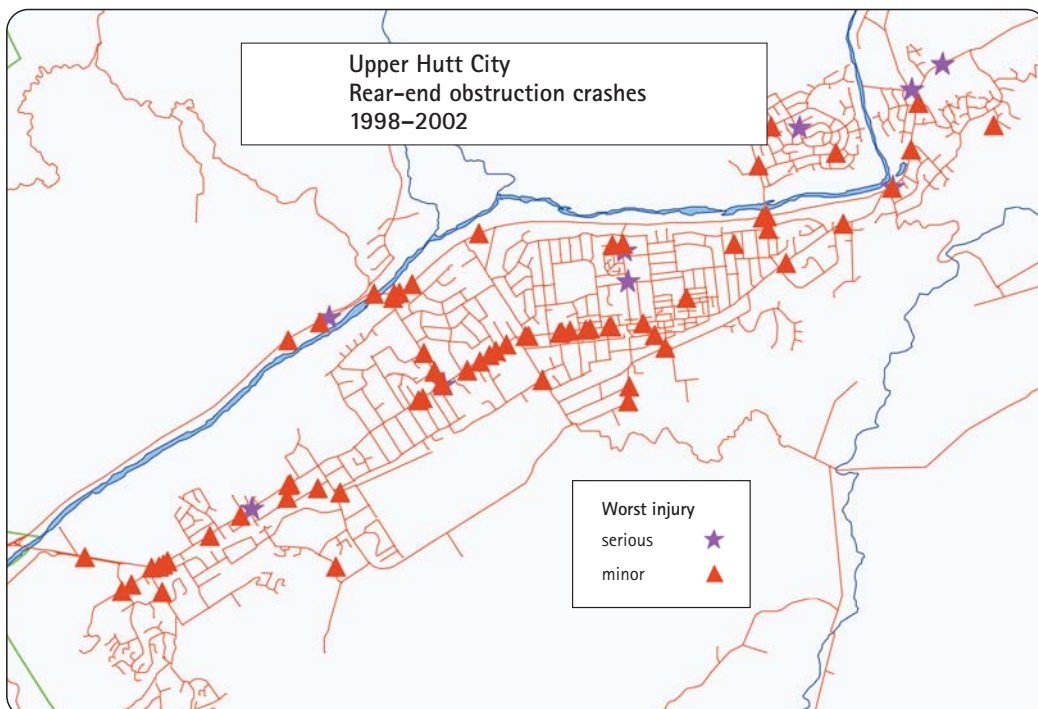 Upper Hutt City
Rear-end obstruction crashes
1998–2002
Worst injury
serious
minor